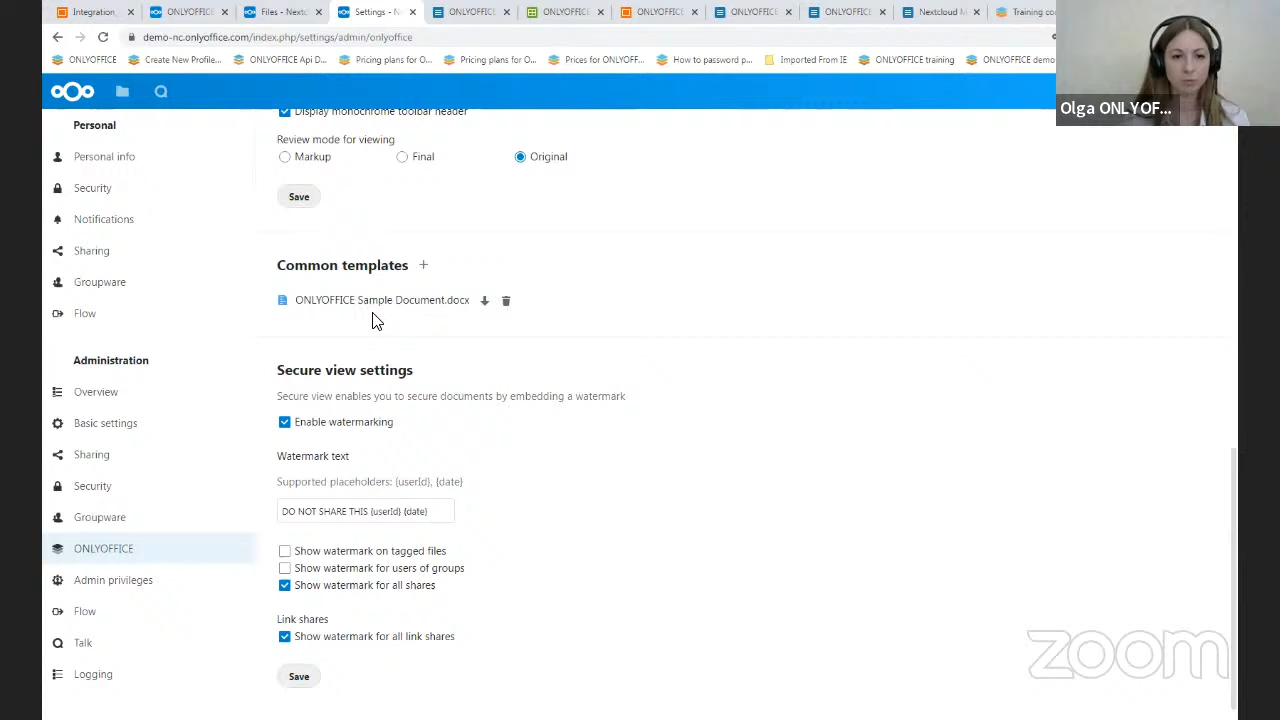 Integration,
ONLYOFFICE
Files - Nextc
Settings - N
ONLYOFFICE
ONLYOFFICE
ONLYOFFICE
ONLYOFFICE
ONLYOFFICE
Nextcloud M
Training.co
demo-nc.onlyoffice.com/index.php/settings/admin/onlyoffice
ONLYOFFICE
Create New Profile...
ONLYOFFICE Api D...
Pricing plans for O...
Pricing plans for O...
Prices for ONLYOFF...
How to password p...
Imported From IE
ONLYOFFICE training
ONLYOFFICE demo
Olga ONLYOF...
Personal
Personal info
Security
Notifications
Sharing
Groupware
Flow
Administration
Overview
Basic settings
Sharing
Security
Groupware
ONLYOFFICE
Admin privileges
Flow
Talk
Logging
Display monochrome toolbar header
Review mode for viewing
Markup Final Original
Save
Common templates +
ONLYOFFICE Sample Document.docx
Secure view settings
Secure view enables you to secure documents by embedding a watermark
Enable watermarking
Watermark text
Supported placeholders: {userId}, {date}
DO NOT SHARE THIS {userId} {date}
Show watermark on tagged files
Show watermark for users of groups
Show watermark for all shares
Link shares
Show watermark for all link shares
Save
zoom